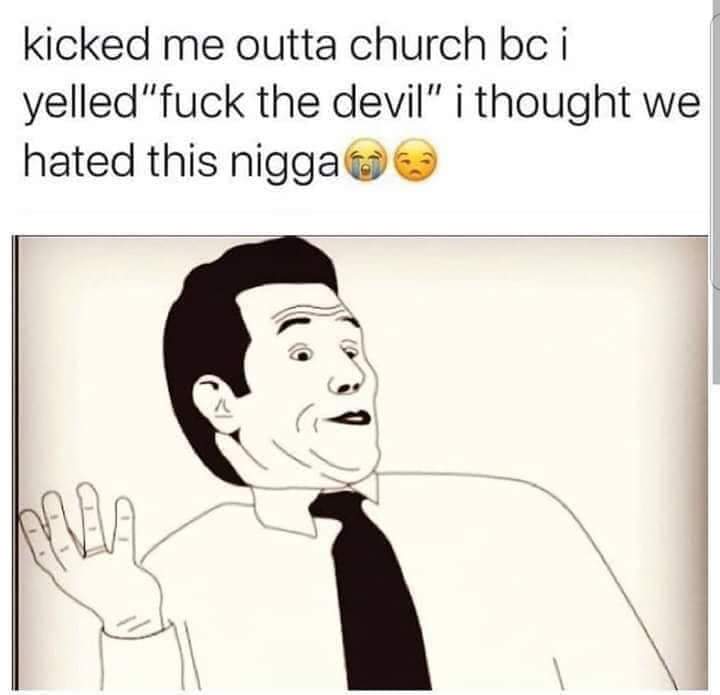 kicked me outta church bc i
yelled"fuck the devil" i thought we
hated this nigga😭😒